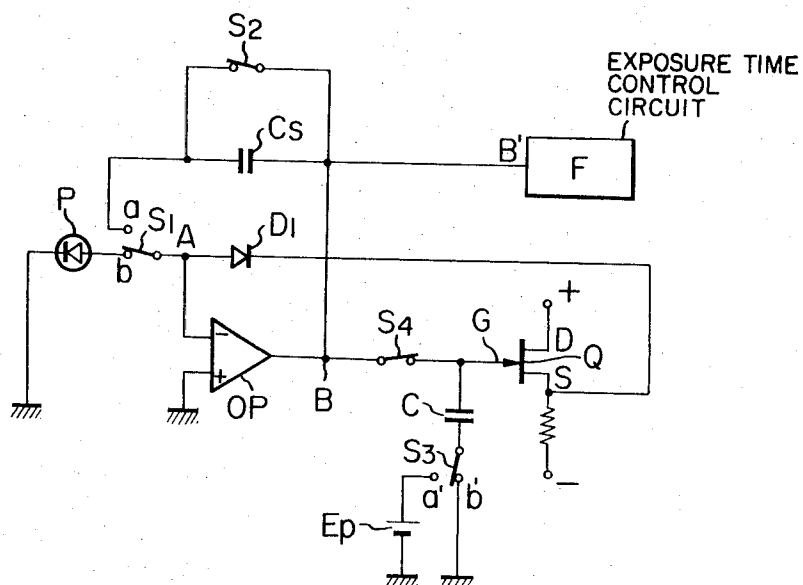 S2
EXPOSURE TIME
CONTROL
CIRCUIT
Cs
B'
F
P
a
S1
A
D1
b
+
S4
G
D
Q
S
-
+
OP
B
C
S3
a'
b'
−
Ep